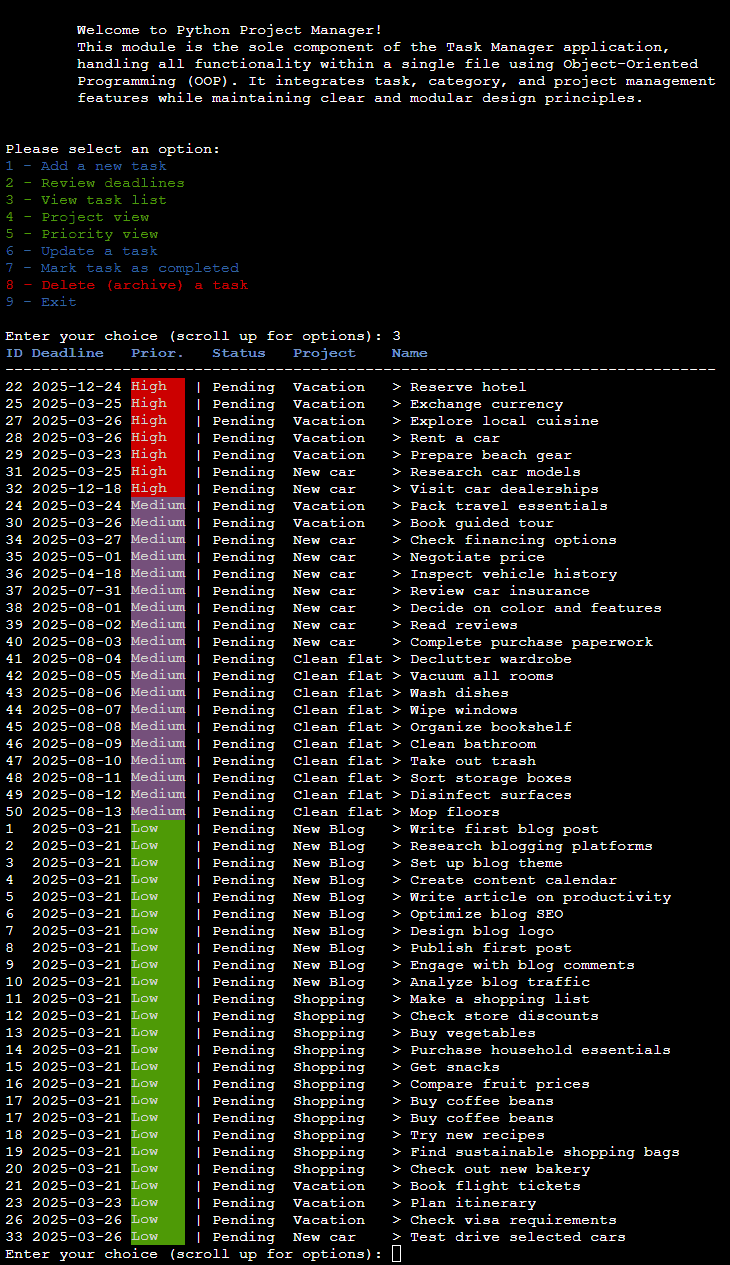 Welcome to Python Project Manager!
This module is the sole component of the Task Manager application,
handling all functionality within a single file using Object-Oriented
Programming (OOP). It integrates task, category, and project management
features while maintaining clear and modular design principles.
Please select an option:
1 - Add a new task
2 - Review deadlines
3 - View task list
4 - Project view
5 - Priority view
6 - Update a task
7 - Mark task as completed
8 - Delete (archive) a task
9 - Exit
Enter your choice (scroll up for options): 3
ID Deadline   Prior.   Status   Project    Name
-------------------------------------------------------------------------------
22 2025-12-24 High   | Pending  Vacation   > Reserve hotel
25 2025-03-25 High   | Pending  Vacation   > Exchange currency
27 2025-03-26 High   | Pending  Vacation   > Explore local cuisine
28 2025-03-26 High   | Pending  Vacation   > Rent a car
29 2025-03-23 High   | Pending  Vacation   > Prepare beach gear
31 2025-03-25 High   | Pending  New car    > Research car models
32 2025-12-18 High   | Pending  New car    > Visit car dealerships
24 2025-03-24 Medium | Pending  Vacation   > Pack travel essentials
30 2025-03-26 Medium | Pending  Vacation   > Book guided tour
34 2025-03-27 Medium | Pending  New car    > Check financing options
35 2025-05-01 Medium | Pending  New car    > Negotiate price
36 2025-04-18 Medium | Pending  New car    > Inspect vehicle history
37 2025-07-31 Medium | Pending  New car    > Review car insurance
38 2025-08-01 Medium | Pending  New car    > Decide on color and features
39 2025-08-02 Medium | Pending  New car    > Read reviews
40 2025-08-03 Medium | Pending  New car    > Complete purchase paperwork
41 2025-08-04 Medium | Pending  Clean flat > Declutter wardrobe
42 2025-08-05 Medium | Pending  Clean flat > Vacuum all rooms
43 2025-08-06 Medium | Pending  Clean flat > Wash dishes
44 2025-08-07 Medium | Pending  Clean flat > Wipe windows
45 2025-08-08 Medium | Pending  Clean flat > Organize bookshelf
46 2025-08-09 Medium | Pending  Clean flat > Clean bathroom
47 2025-08-10 Medium | Pending  Clean flat > Take out trash
48 2025-08-11 Medium | Pending  Clean flat > Sort storage boxes
49 2025-08-12 Medium | Pending  Clean flat > Disinfect surfaces
50 2025-08-13 Medium | Pending  Clean flat > Mop floors
1  2025-03-21 Low    | Pending  New Blog   > Write first blog post
2  2025-03-21 Low    | Pending  New Blog   > Research blogging platforms
3  2025-03-21 Low    | Pending  New Blog   > Set up blog theme
4  2025-03-21 Low    | Pending  New Blog   > Create content calendar
5  2025-03-21 Low    | Pending  New Blog   > Write article on productivity
6  2025-03-21 Low    | Pending  New Blog   > Optimize blog SEO
7  2025-03-21 Low    | Pending  New Blog   > Design blog logo
8  2025-03-21 Low    | Pending  New Blog   > Publish first post
9  2025-03-21 Low    | Pending  New Blog   > Engage with blog comments
10 2025-03-21 Low    | Pending  New Blog   > Analyze blog traffic
11 2025-03-21 Low    | Pending  Shopping   > Make a shopping list
12 2025-03-21 Low    | Pending  Shopping   > Check store discounts
13 2025-03-21 Low    | Pending  Shopping   > Buy vegetables
14 2025-03-21 Low    | Pending  Shopping   > Purchase household essentials
15 2025-03-21 Low    | Pending  Shopping   > Get snacks
16 2025-03-21 Low    | Pending  Shopping   > Compare fruit prices
17 2025-03-21 Low    | Pending  Shopping   > Buy coffee beans
17 2025-03-21 Low    | Pending  Shopping   > Buy coffee beans
18 2025-03-21 Low    | Pending  Shopping   > Try new recipes
19 2025-03-21 Low    | Pending  Shopping   > Find sustainable shopping bags
20 2025-03-21 Low    | Pending  Shopping   > Check out new bakery
21 2025-03-21 Low    | Pending  Vacation   > Book flight tickets
23 2025-03-23 Low    | Pending  Vacation   > Plan itinerary
26 2025-03-26 Low    | Pending  Vacation   > Check visa requirements
33 2025-03-26 Low    | Pending  New car    > Test drive selected cars
Enter your choice (scroll up for options):